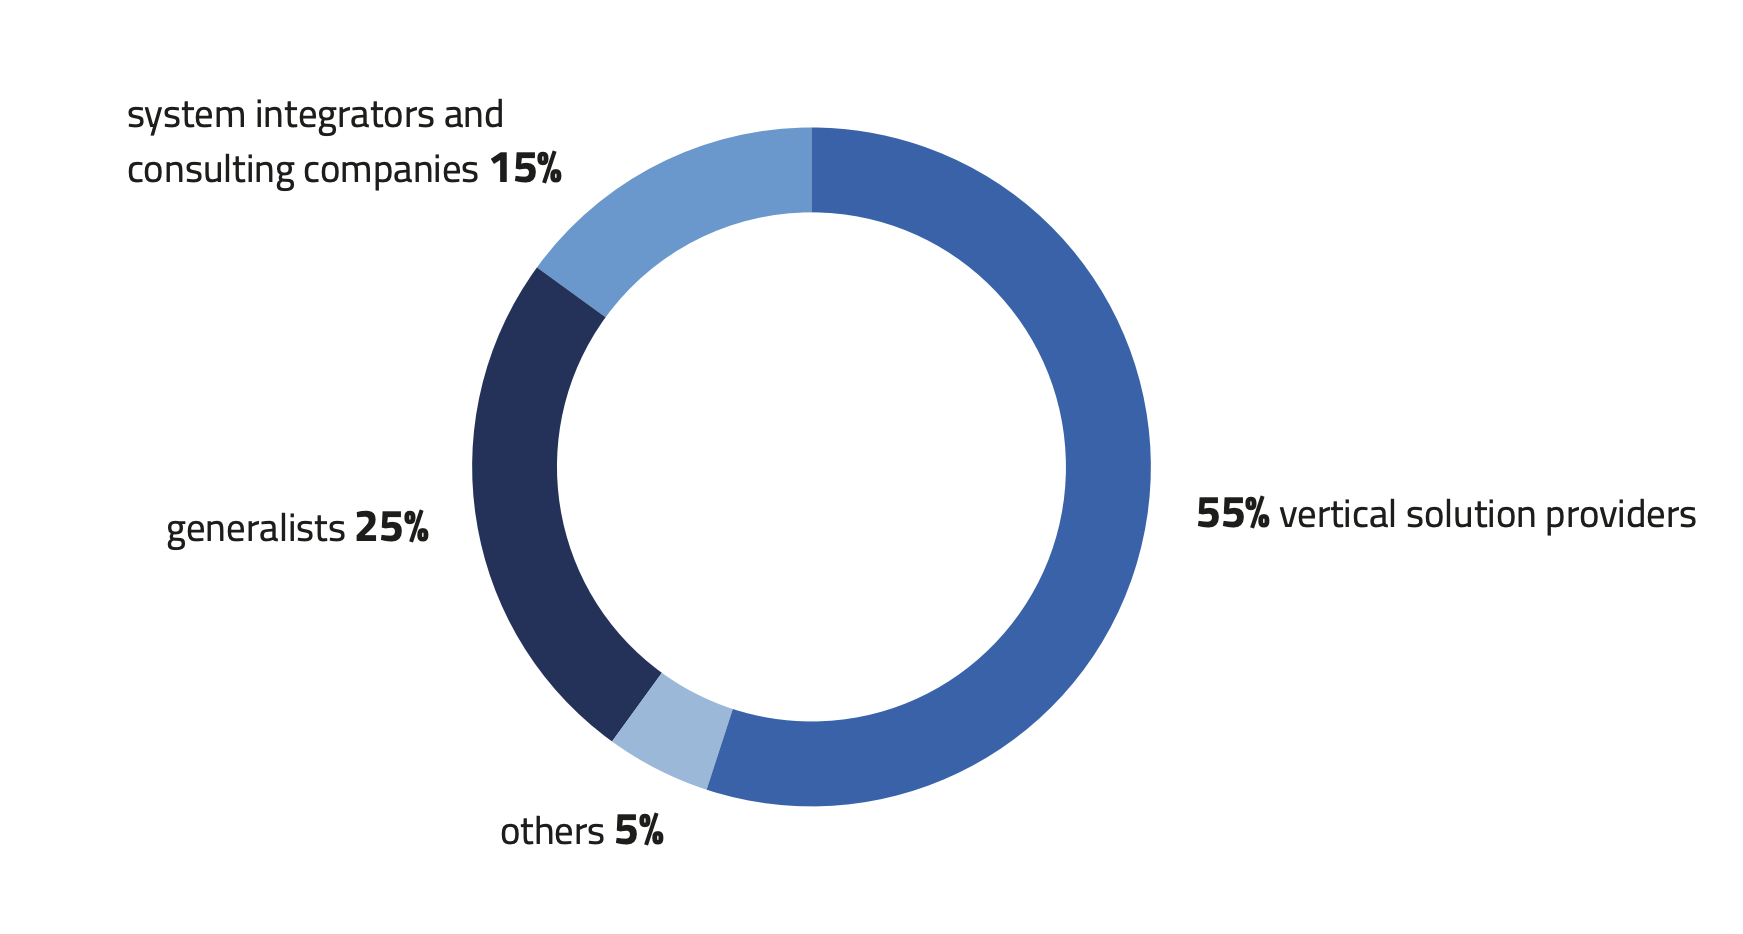 system integrators and
consulting companies 15%
55% vertical solution providers
generalists 25%
others 5%